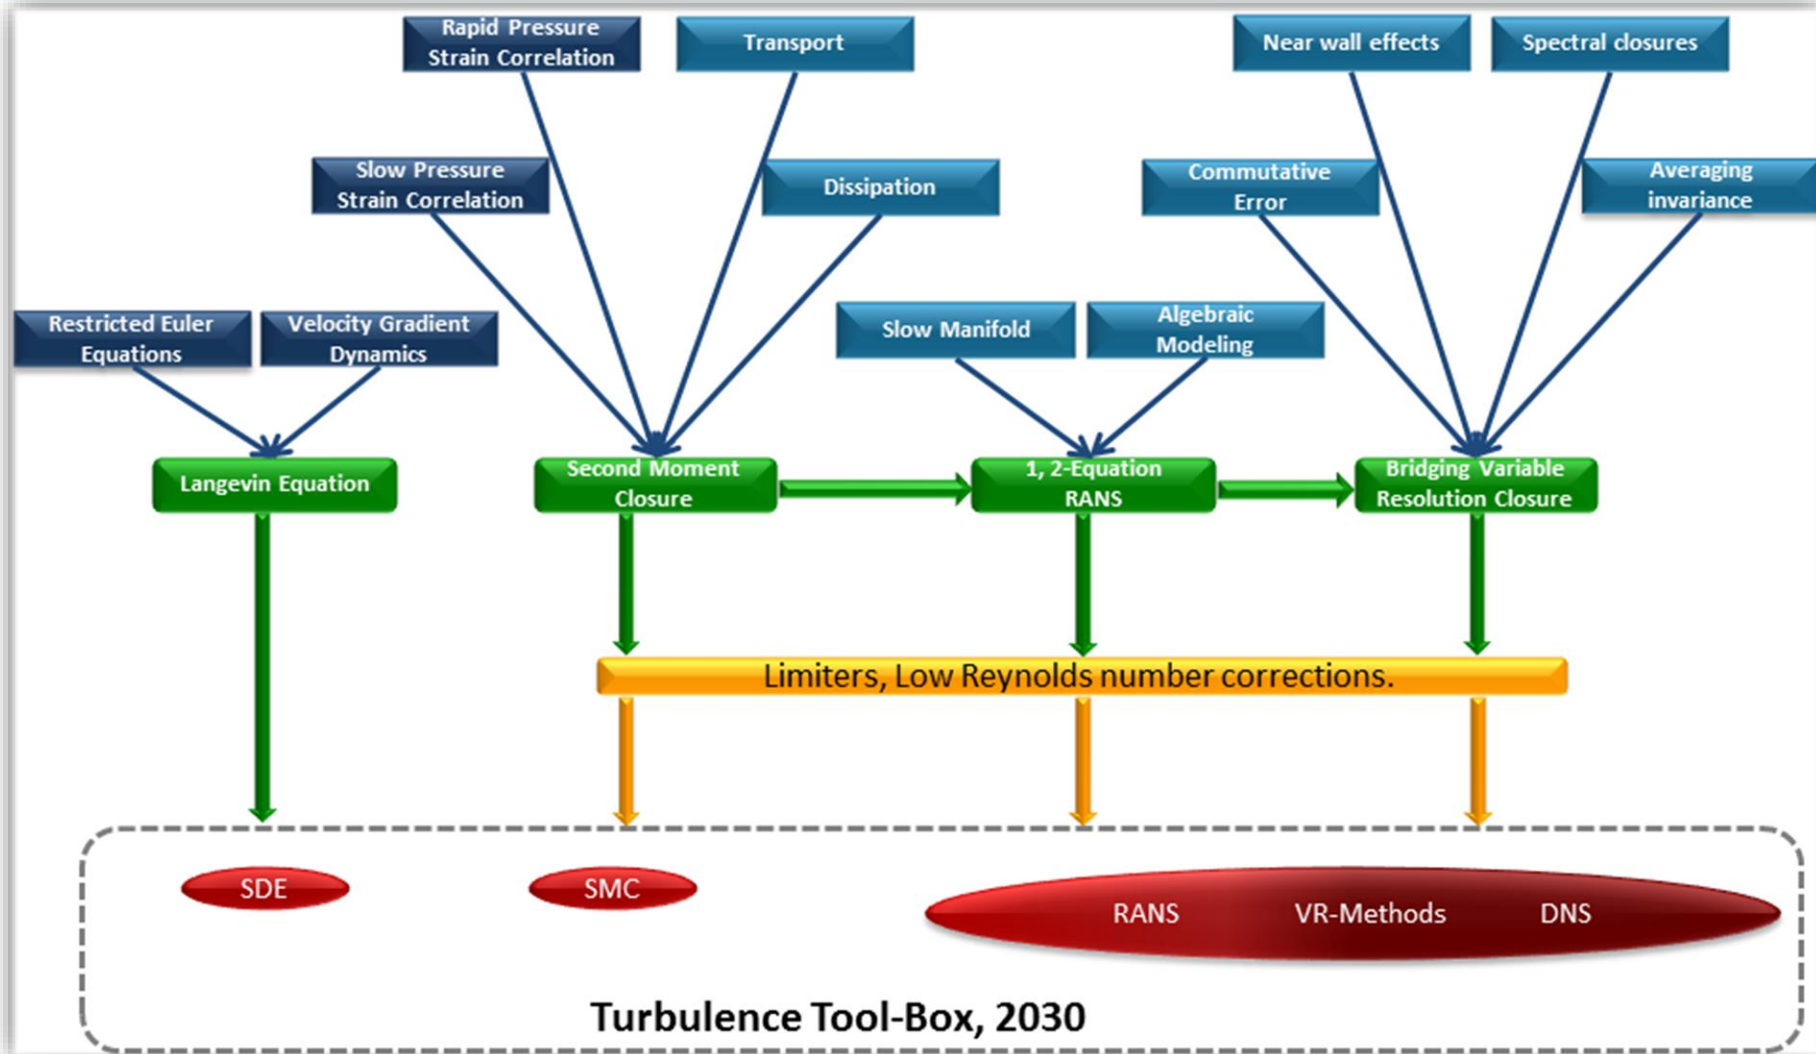 Rapid Pressure
Strain Correlation
Transport
Near wall effects
Spectral closures
Slow Pressure
Strain Correlation
Dissipation
Commutative
Error
Averaging
invariance
Restricted Euler
Equations
Velocity Gradient
Dynamics
Slow Manifold
Algebraic
Modeling
Langevin Equation
Second Moment
Closure
1, 2-Equation
RANS
Bridging Variable
Resolution Closure
Limiters, Low Reynolds number corrections.
SDE
SMC
RANS
VR-Methods
DNS
Turbulence Tool-Box, 2030